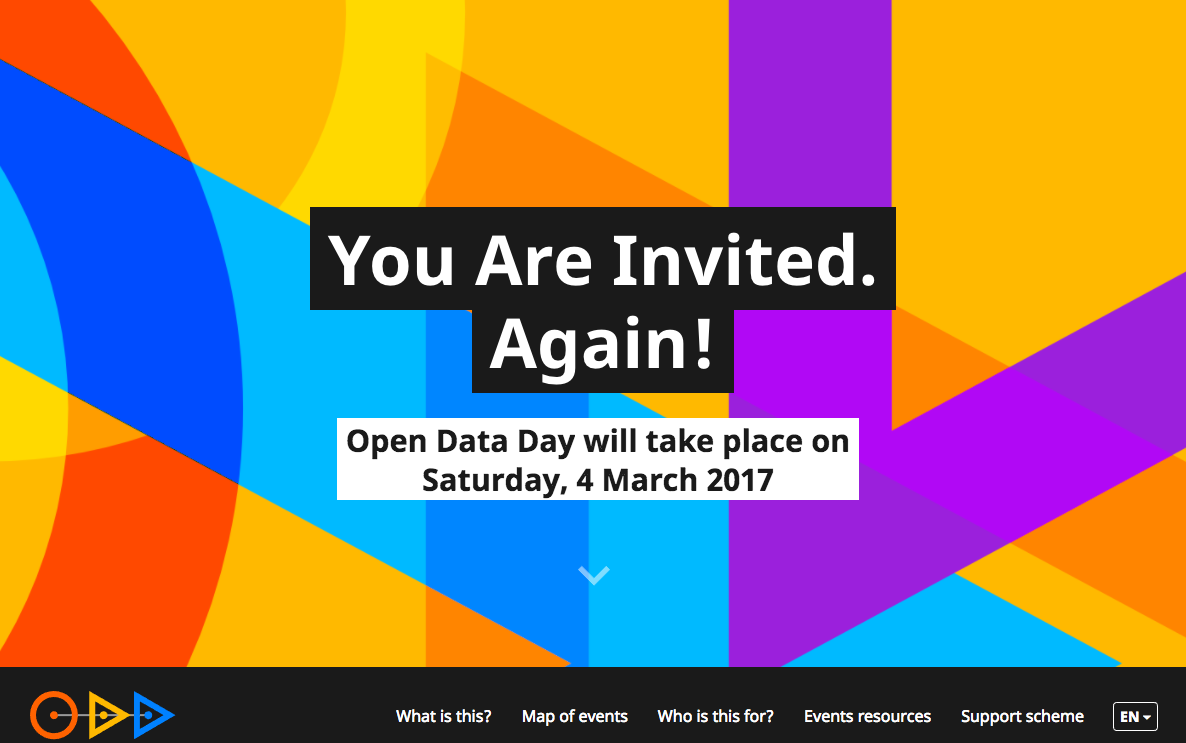 You Are Invited.
Again!
Open Data Day will take place on
Saturday, 4 March 2017
What is this? Map of events Who is this for? Events resources Support scheme EN